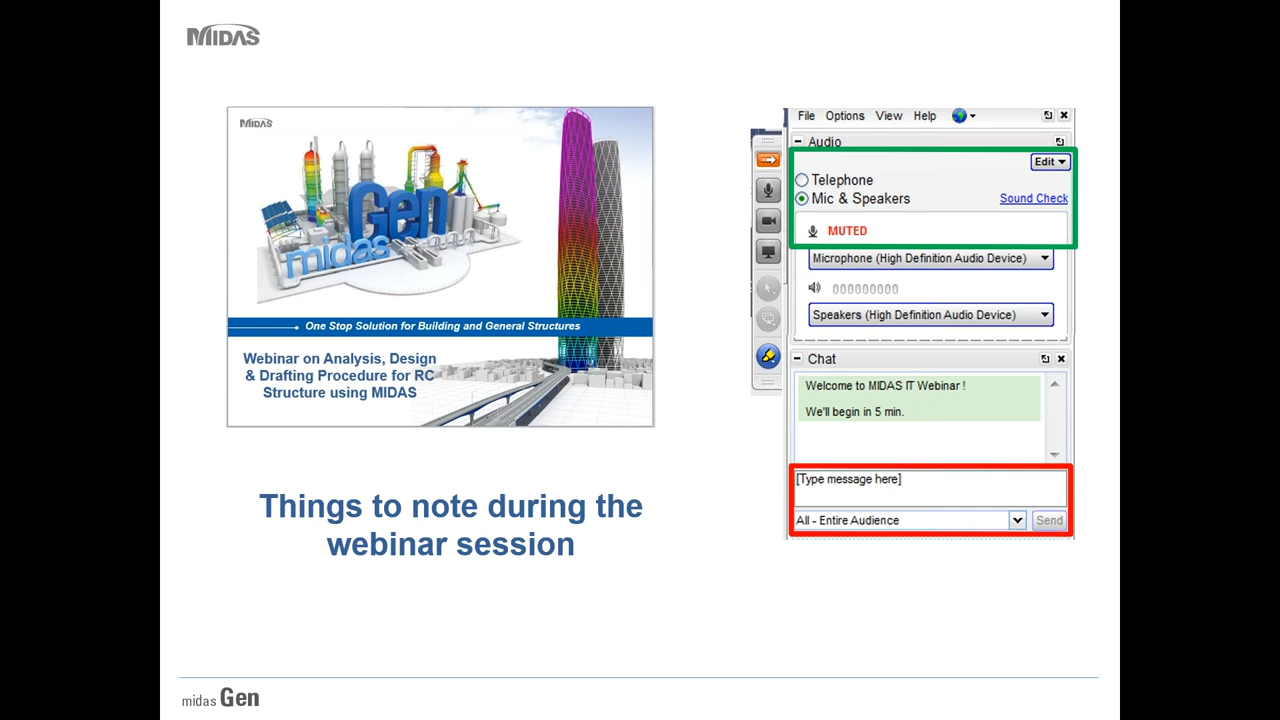 MIDAS
MIDAS
Gen
midas
One Stop Solution for Building and General Structures
Webinar on Analysis, Design
& Drafting Procedure for RC
Structure using MIDAS
Things to note during the
webinar session
File Options View Help
Audio
Edit
Telephone
Mic & Speakers Sound Check
MUTED
Microphone (High Definition Audio Device)
Speakers (High Definition Audio Device)
Chat
Welcome to MIDAS IT Webinar !
We'll begin in 5 min.
[Type message here]
All - Entire Audience Send
midas Gen